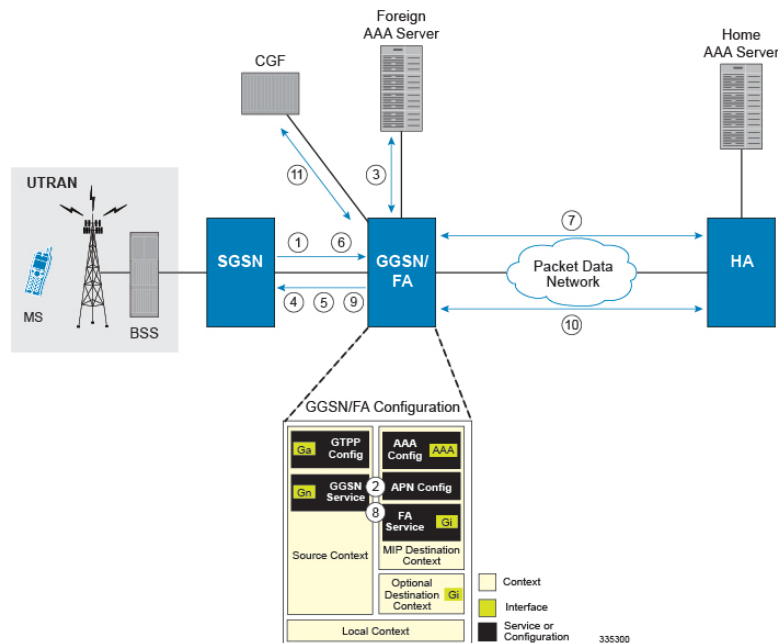 Foreign
AAA Server
Home
AAA Server
CGF
11
3
UTRAN
MS
BSS
SGSN
1
6
4
5
9
GGSN/
FA
7
Packet Data
Network
10
HA
GGSN/FA Configuration
Ga
GTPP
Config
AAA
Config
AAA
Gn
GGSN
Service
2
APN Config
8
FA
Service
Gi
Source Context
MIP Destination
Context
Optional
Destination
Context
Gi
Local Context
Context
Interface
Service or
Configuration
335300